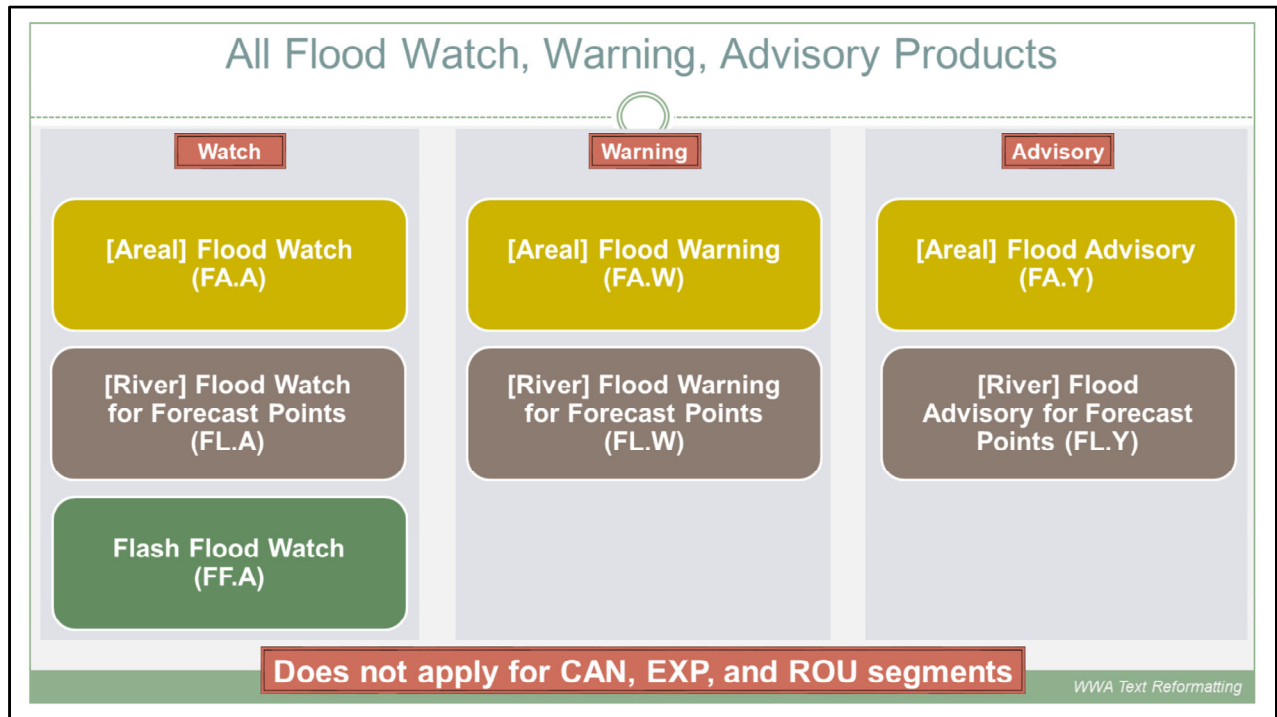 All Flood Watch, Warning, Advisory Products
Watch
[Areal] Flood Watch
(FA.A)
[River] Flood Watch
for Forecast Points
(FL.A)
Flash Flood Watch
(FF.A)
Warning
[Areal] Flood Warning
(FA.W)
[River] Flood Warning
for Forecast Points
(FL.W)
Advisory
[Areal] Flood Advisory
(FA.Y)
[River] Flood
Advisory for Forecast
Points (FL.Y)
Does not apply for CAN, EXP, and ROU segments
WWA Text Reformatting